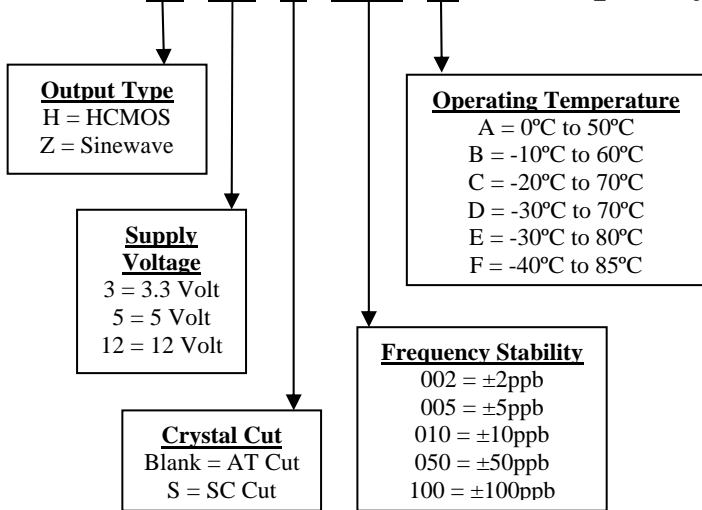 Output Type
H = HCMOS
Z = Sinewave
Operating Temperature
A = 0ºC to 50ºC
B = -10ºC to 60ºC
C = -20ºC to 70ºC
D = -30ºC to 70ºC
E = -30ºC to 80ºC
F = -40ºC to 85ºC
Supply
Voltage
3 = 3.3 Volt
5 = 5 Volt
12 = 12 Volt
Frequency Stability
002 = ±2ppb
005 = ±5ppb
010 = ±10ppb
050 = ±50ppb
100 = ±100ppb
Crystal Cut
Blank = AT Cut
S = SC Cut